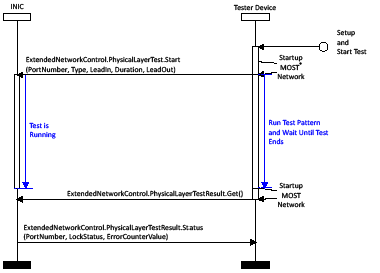 INIC
Tester Device
Setup
and
Start Test
Startup
MOST
Network
ExtendedNetworkControl.PhysicalLayerTest.Start
(PortNumber, Type, LeadIn, Duration, LeadOut)
Test is
Running
Run Test Pattern
and Wait Until Test
Ends
ExtendedNetworkControl.PhysicalLayerTestResult.Get()
Startup
MOST
Network
ExtendedNetworkControl.PhysicalLayerTestResult.Status
(PortNumber, LockStatus, ErrorCounterValue)